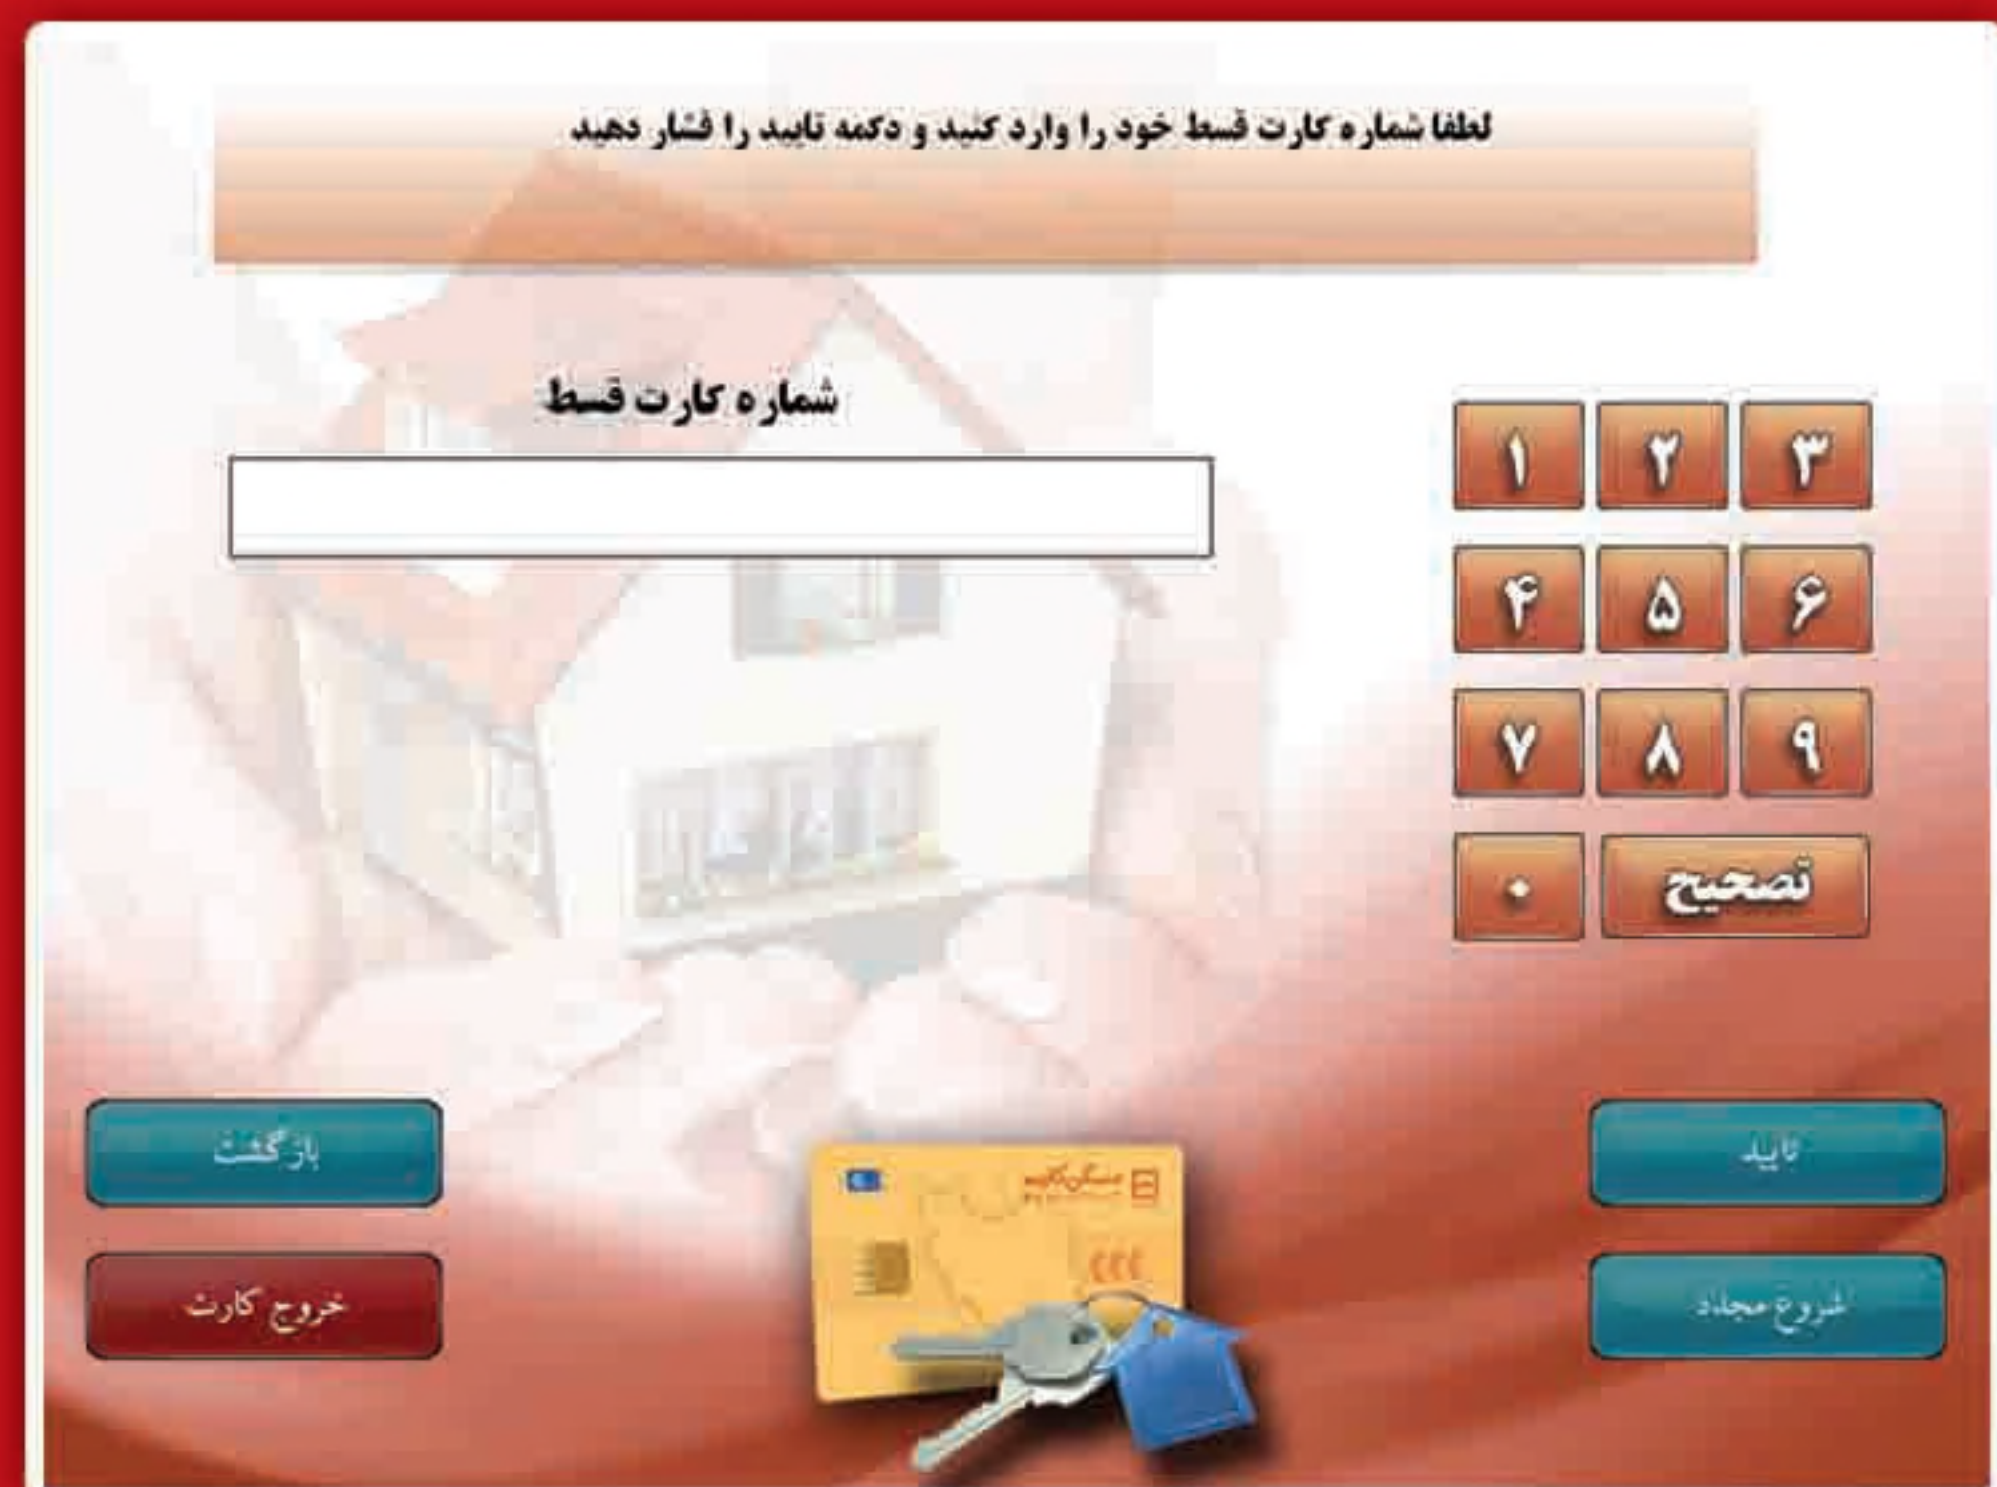 لطفا شماره کارت قسط خود را وارد کنید و دکمه تایید را فشار دهید
شماره کارت قسط
۱ ۲ ۳
۴ ۵ ۶
۷ ۸ ۹
۰ تصحیح
تایید
بازگشت
شروع مجدد
خروج کارت